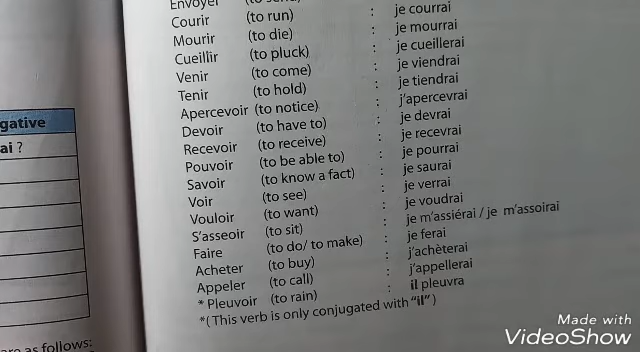 gative
ai ?
are as follows:
Envoyer
Courir (to run) : je courrai
Mourir (to die) : je mourrai
Cueillir (to pluck) : je cueillerai
Venir (to come) : je viendrai
Tenir (to hold) : je tiendrai
Apercevoir (to notice) : j'apercevrai
Devoir (to have to) : je devrai
Recevoir (to receive) : je recevrai
Pouvoir (to be able to) : je pourrai
Savoir (to know a fact) : je saurai
Voir (to see) : je verrai
Vouloir (to want) : je voudrai
S'asseoir (to sit) : je m'assiérai / je m'assoirai
Faire (to do/ to make) : je ferai
Acheter (to buy) : j'achèterai
Appeler (to call) : j'appellerai
* Pleuvoir (to rain) : il pleuvra
*( This verb is only conjugated with "il" )
Made with
VideoShow